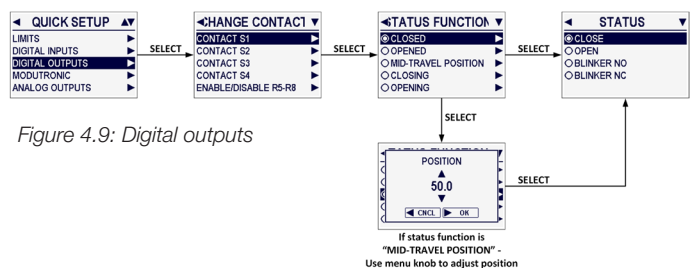 QUICK SETUP
LIMITS
DIGITAL INPUTS
DIGITAL OUTPUTS
MODUTRONIC
ANALOG OUTPUTS
SELECT
CHANGE CONTACT
CONTACT S1
CONTACT S2
CONTACT S3
CONTACT S4
ENABLE/DISABLE R5-R8
SELECT
STATUS FUNCTION
CLOSED
OPENED
MID-TRAVEL POSITION
CLOSING
OPENING
SELECT
STATUS
CLOSE
OPEN
BLINKER NO
BLINKER NC
SELECT
Figure 4.9: Digital outputs
STATUS FUNCTION
POSITION
50.0
CNCL OK
SELECT
If status function is
“MID-TRAVEL POSITION” -
Use menu knob to adjust position